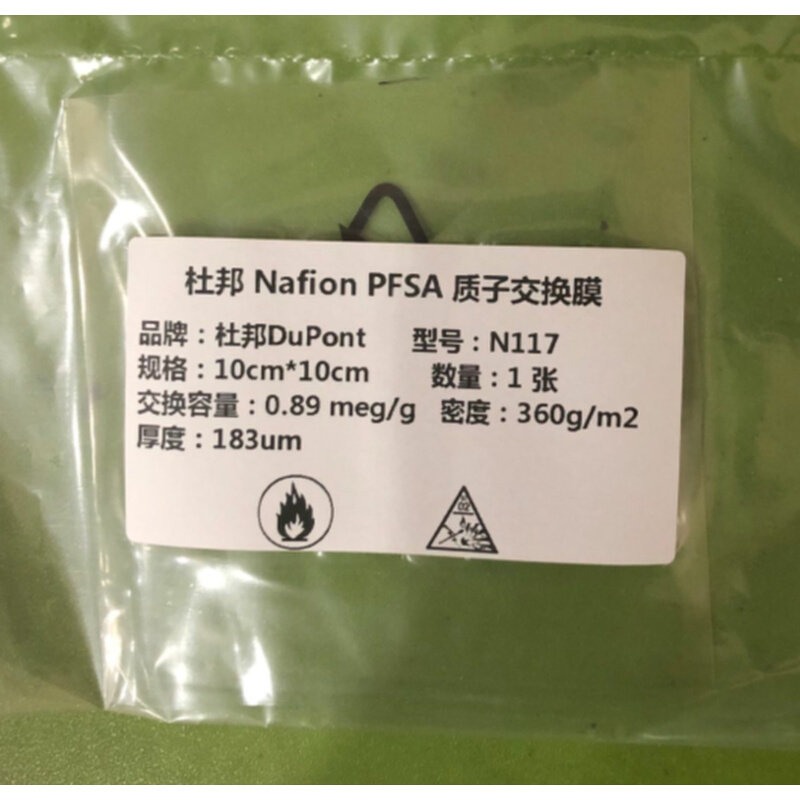 杜邦 Nafion PFSA 质子交换膜
品牌：杜邦DuPont 型号：N117
规格：10cm*10cm 数量：1 张
交换容量：0.89 meg/g 密度：360g/m2
厚度：183um
02